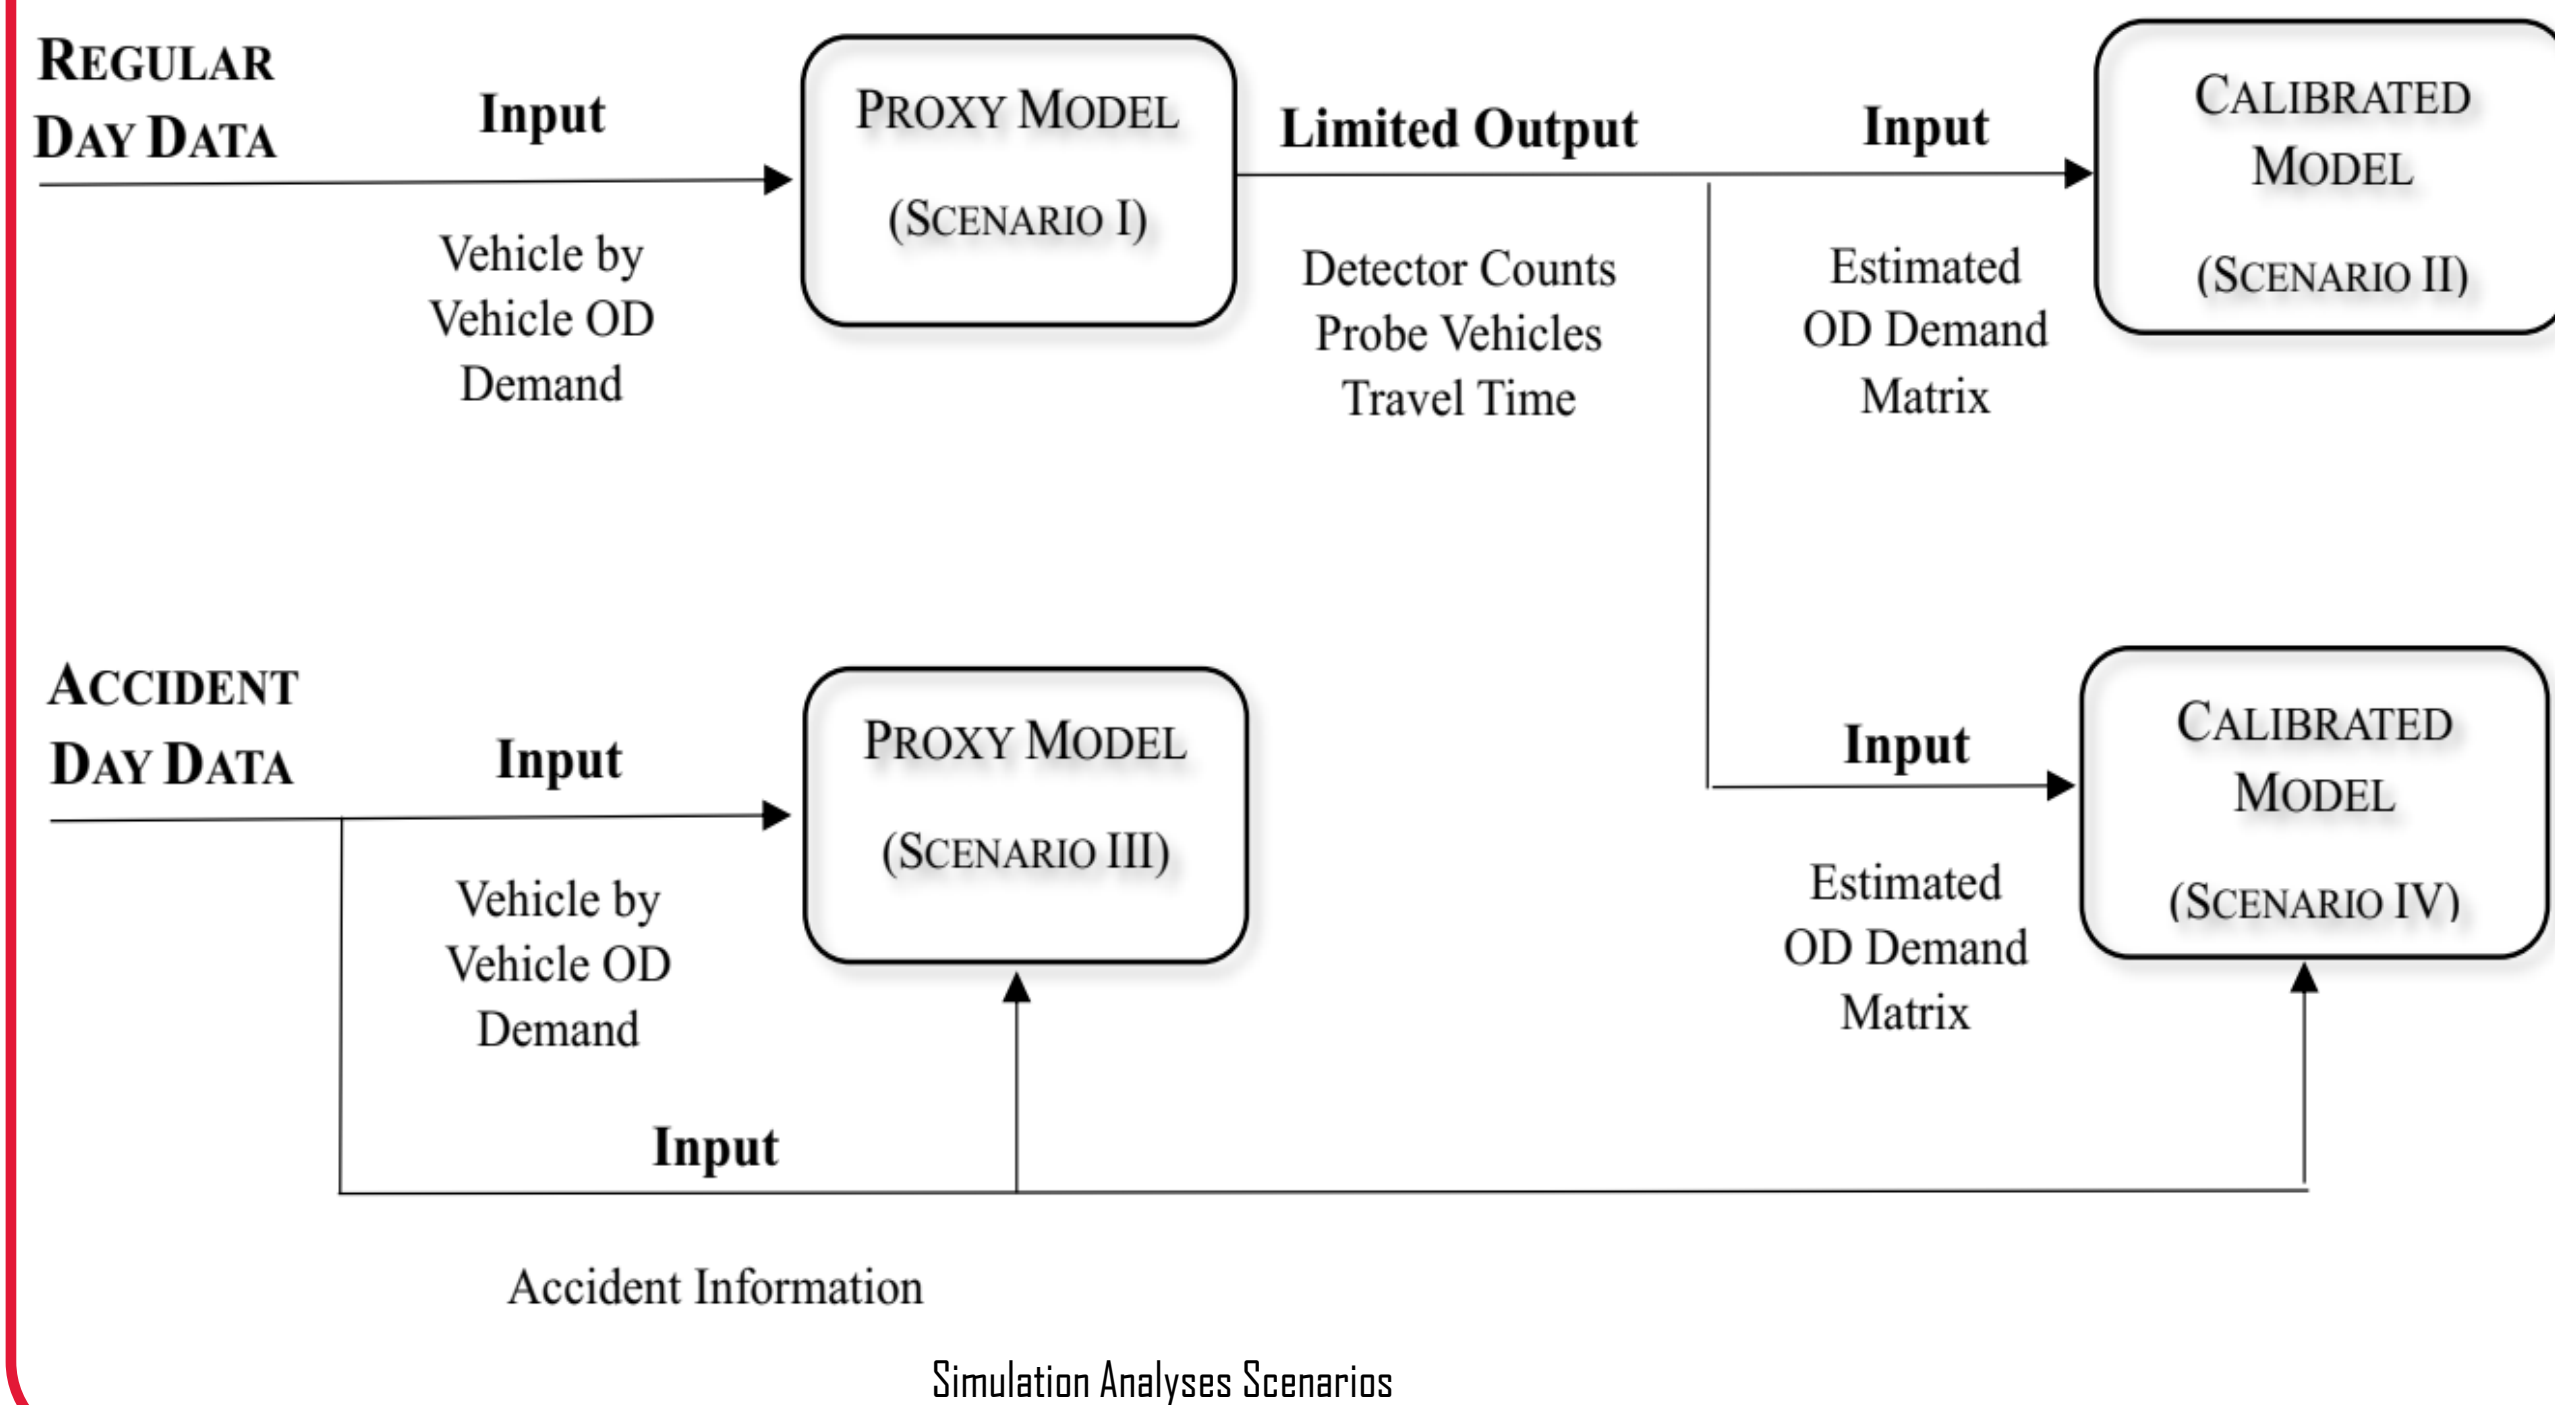 REGULAR
DAY DATA
Input
Vehicle by
Vehicle OD
Demand
PROXY MODEL
(SCENARIO I)
Limited Output
Detector Counts
Probe Vehicles
Travel Time
Input
Estimated
OD Demand
Matrix
CALIBRATED
MODEL
(SCENARIO II)
ACCIDENT
DAY DATA
Input
Vehicle by
Vehicle OD
Demand
PROXY MODEL
(SCENARIO III)
Input
Estimated
OD Demand
Matrix
CALIBRATED
MODEL
(SCENARIO IV)
Input
Accident Information
Simulation Analyses Scenarios